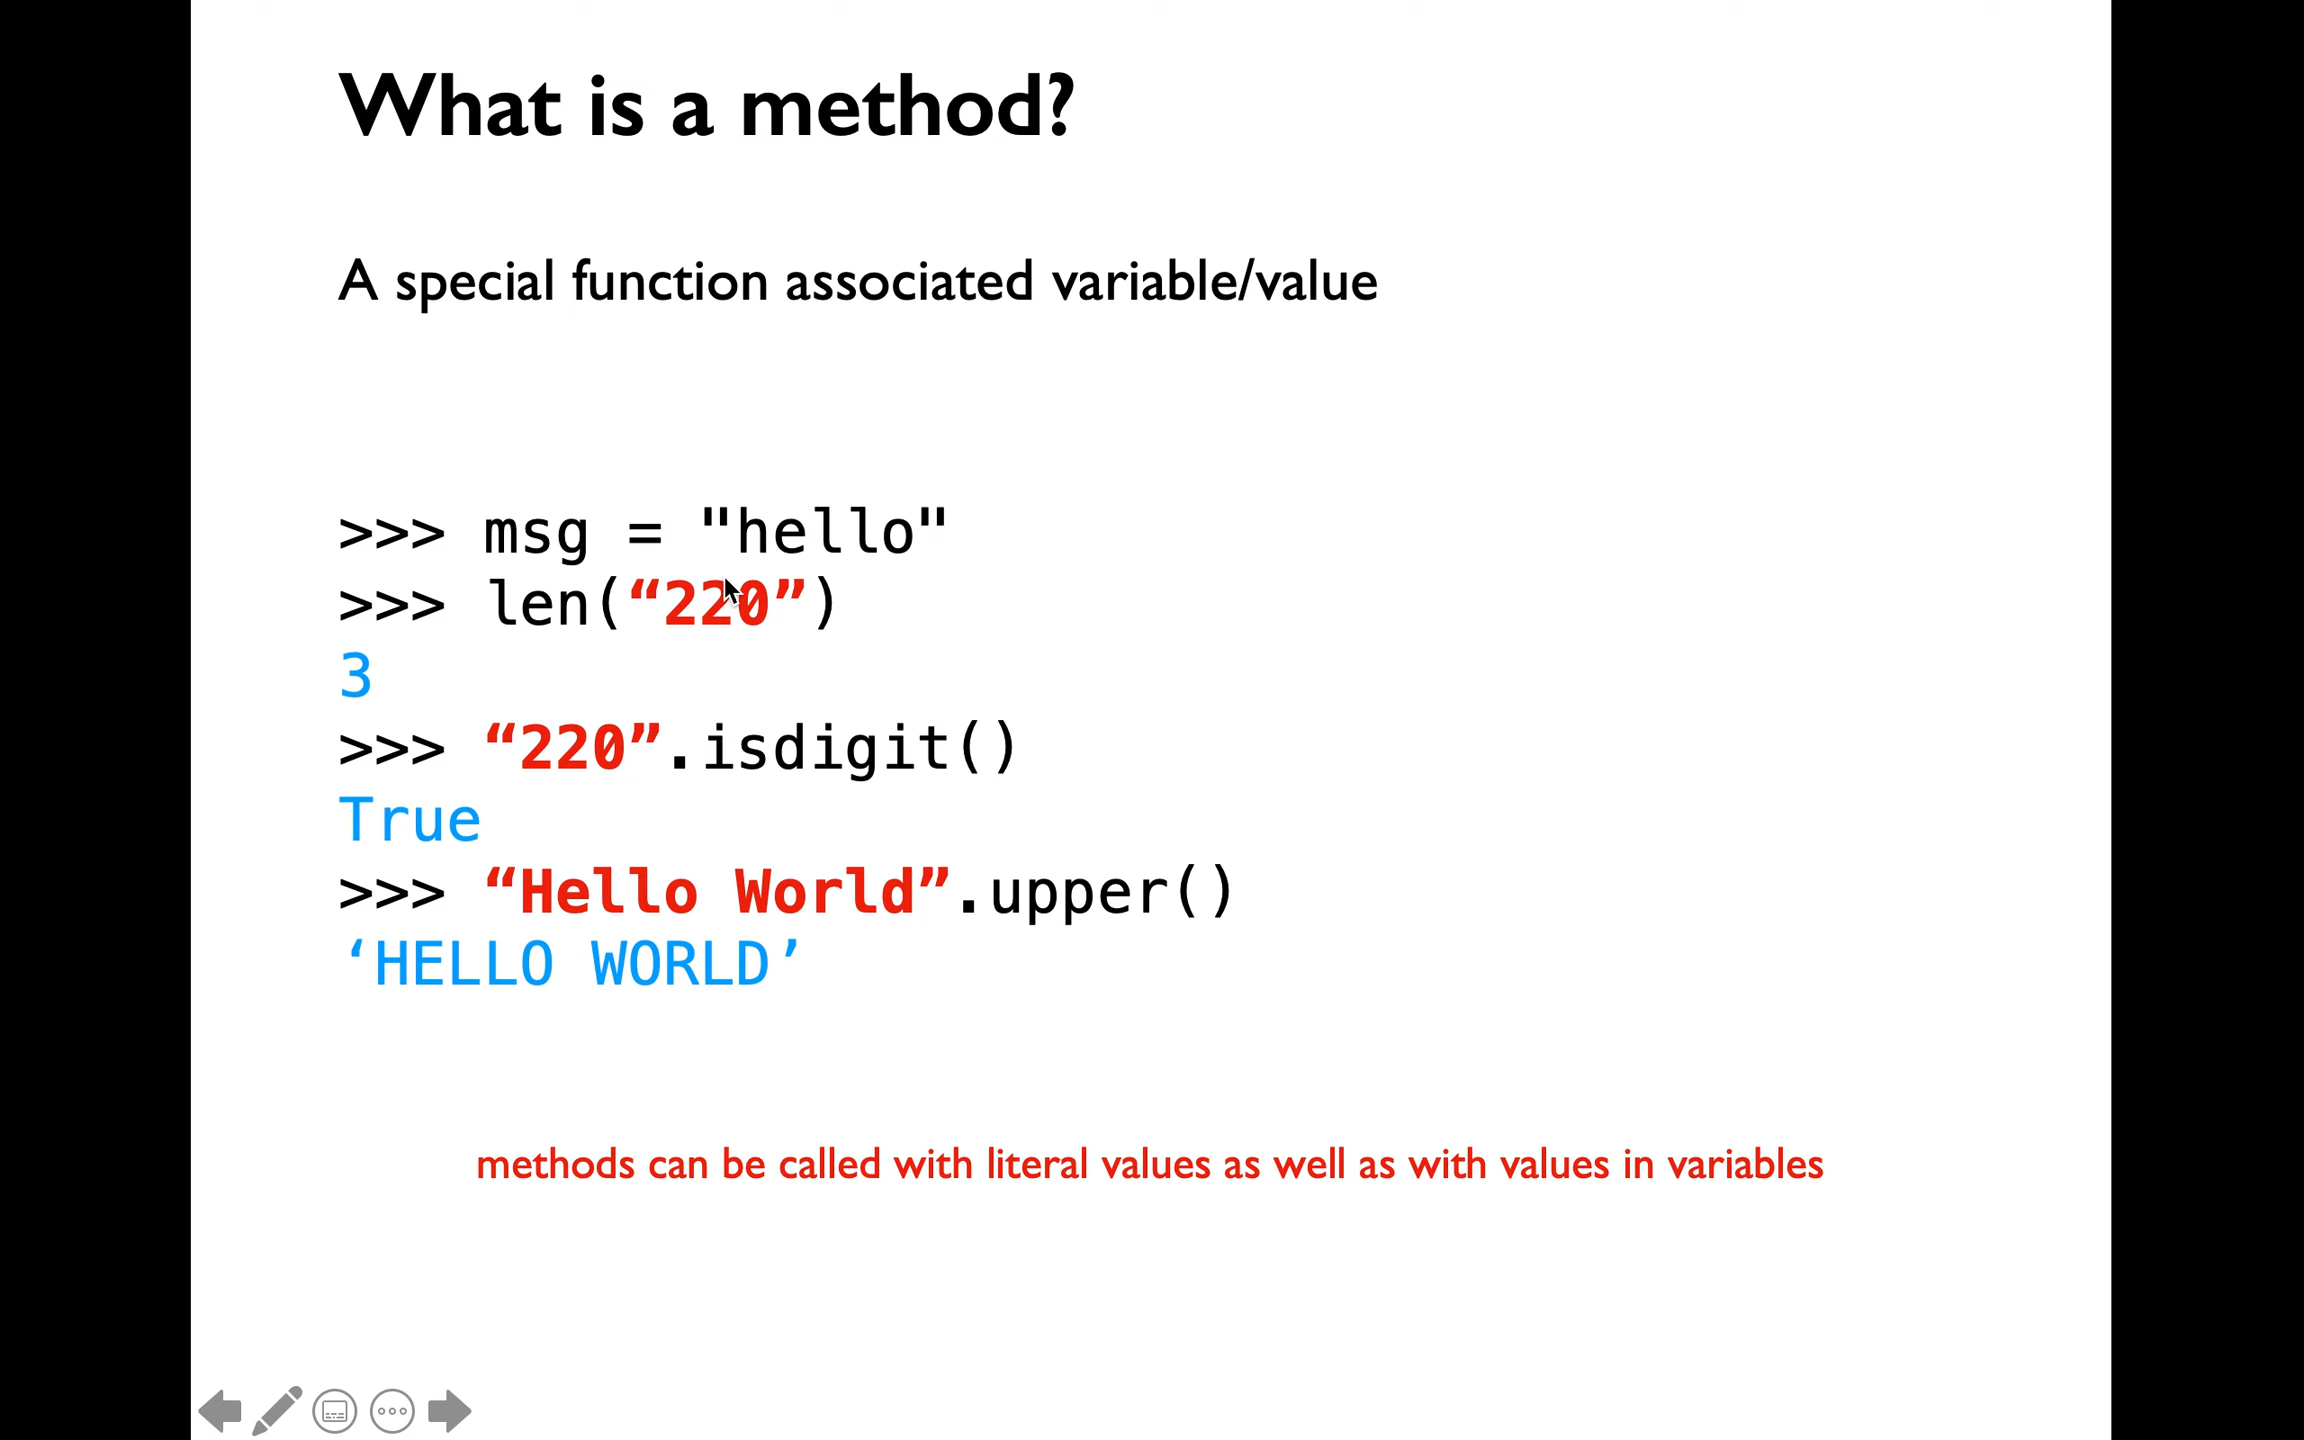 What is a method?
A special function associated variable/value
>>> msg = "hello"
>>> len(“220”)
3
>>> “220”.isdigit()
True
>>> “Hello World”.upper()
‘HELLO WORLD’
methods can be called with literal values as well as with values in variables